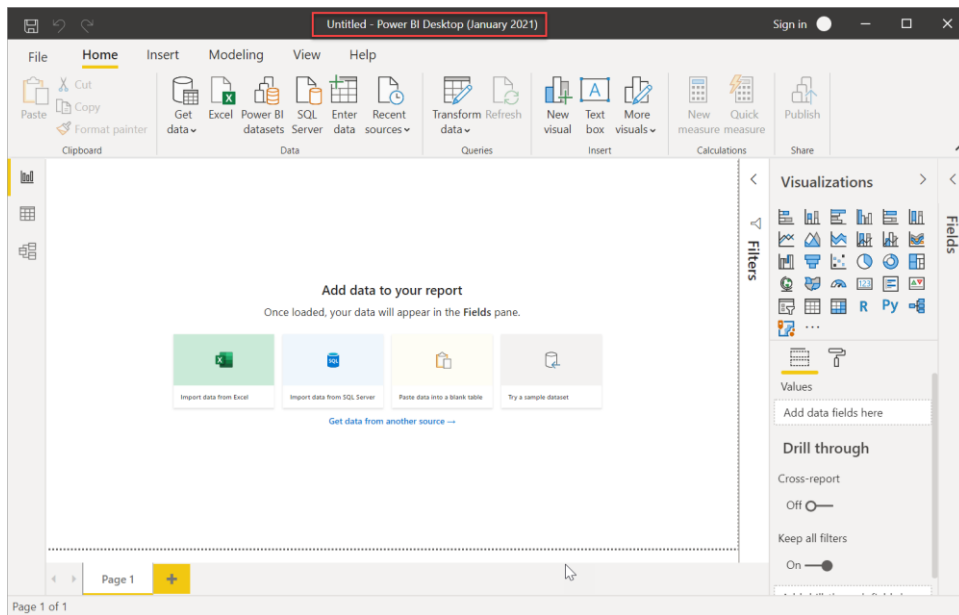 Untitled - Power BI Desktop (January 2021)
Sign in
File Home Insert Modeling View Help
Paste
Cut
Copy
Format painter
Clipboard
Get data
Excel
Power BI datasets
SQL Server
Enter data
Recent sources
Data
Transform data
Refresh
Queries
New visual
Text box
More visuals
Insert
New measure
Quick measure
Calculations
Publish
Share
Add data to your report
Once loaded, your data will appear in the Fields pane.
Import data from Excel
Import data from SQL Server
Paste data into a blank table
Try a sample dataset
Get data from another source →
Filters
Visualizations
R
Py
123
SQL
A
Values
Add data fields here
Drill through
Cross-report
Off
Keep all filters
On
Fields
Page 1
Page 1 of 1